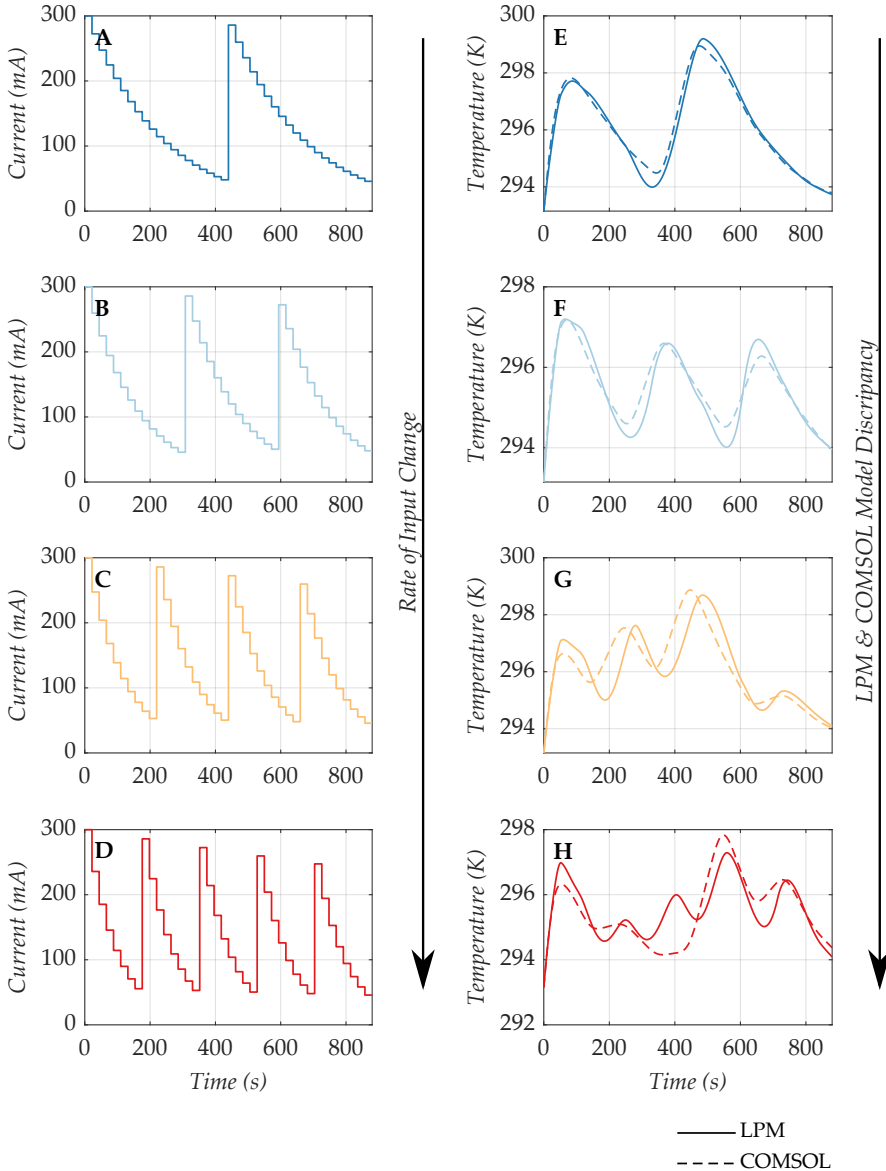 A
300
200
100
0
Current (mA)
0 200 400 600 800
E
300
298
296
294
Temperature (K)
0 200 400 600 800
B
300
200
100
0
Current (mA)
0 200 400 600 800
F
298
296
294
Temperature (K)
0 200 400 600 800
C
300
200
100
0
Current (mA)
0 200 400 600 800
G
300
298
296
294
Temperature (K)
0 200 400 600 800
D
300
200
100
0
Current (mA)
0 200 400 600 800
Time (s)
H
298
296
294
292
Temperature (K)
0 200 400 600 800
Time (s)
Rate of Input Change
LPM & COMSOL Model Discripancy
LPM
COMSOL